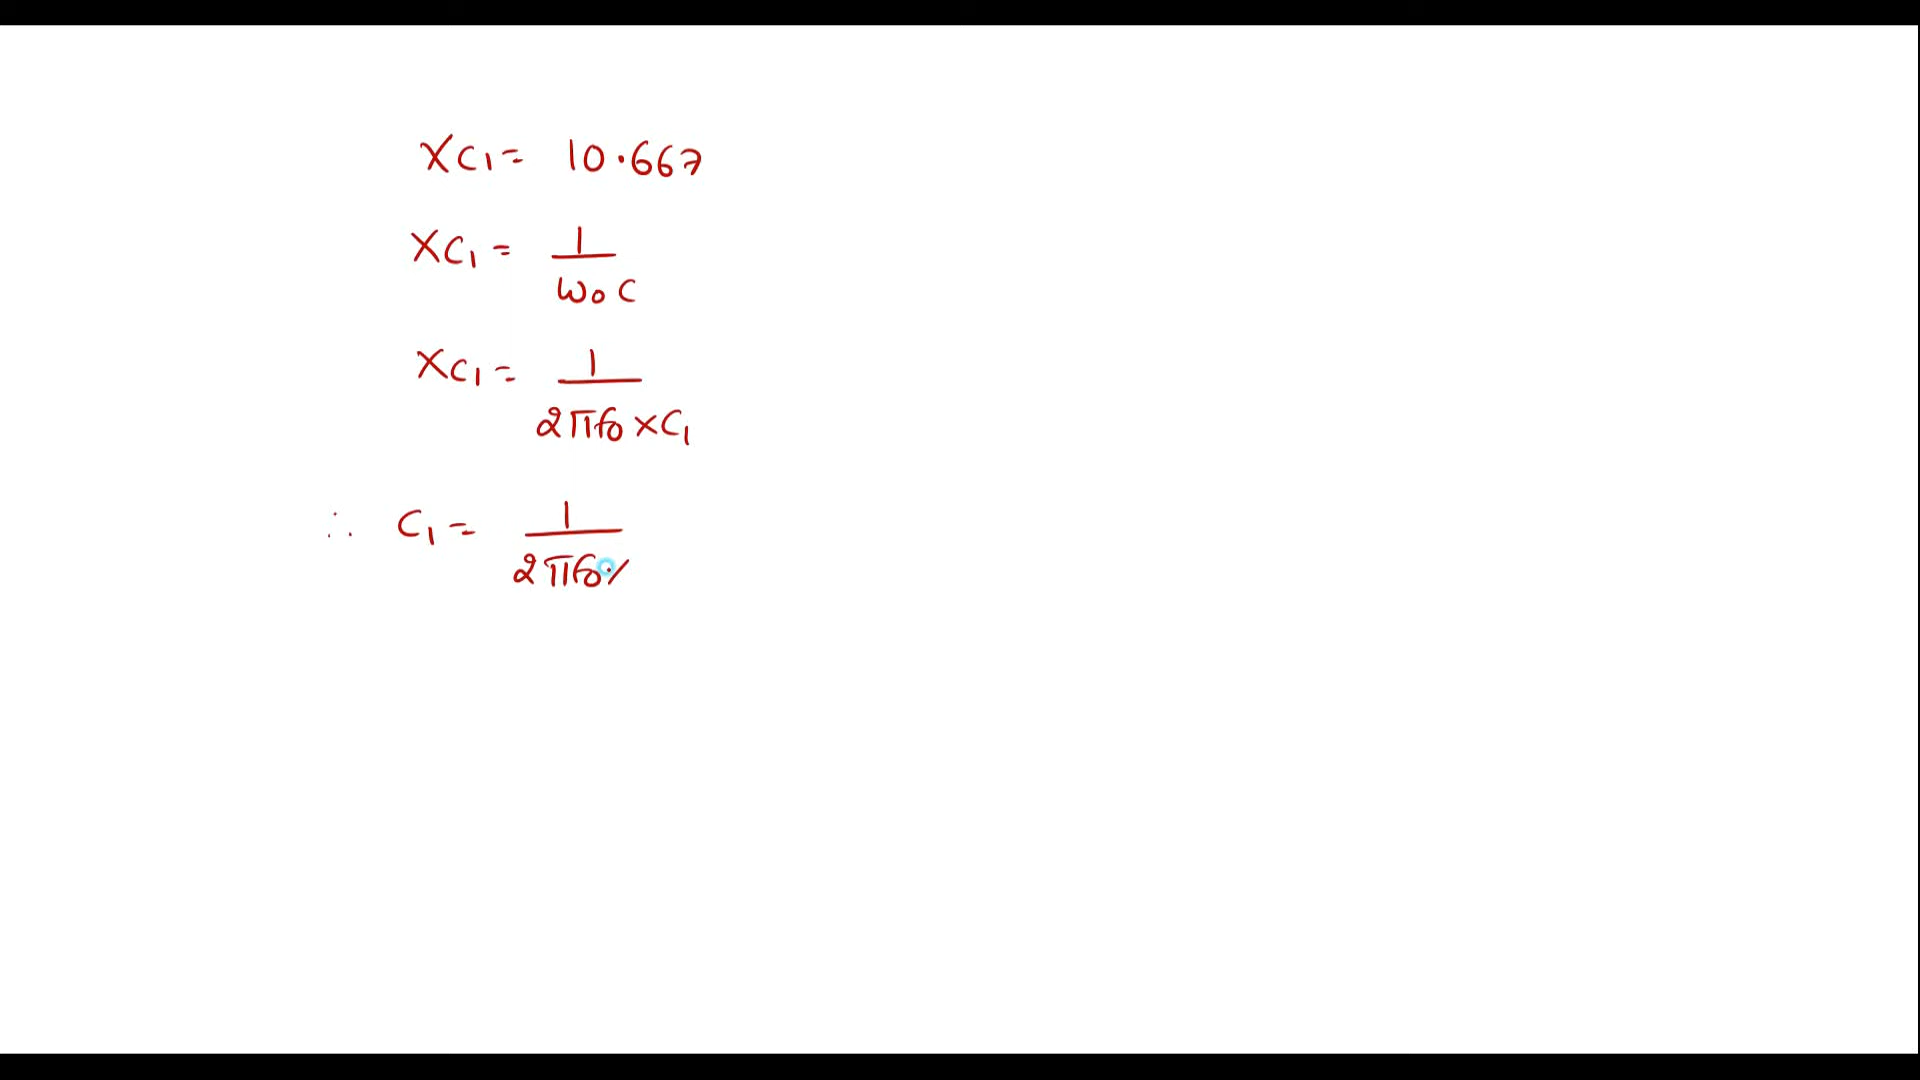 XC1 = 10.667
XC1 = 1/ω0 C
XC1 = 1/2πf0 × C1
∴ C1 = 1/2πf0